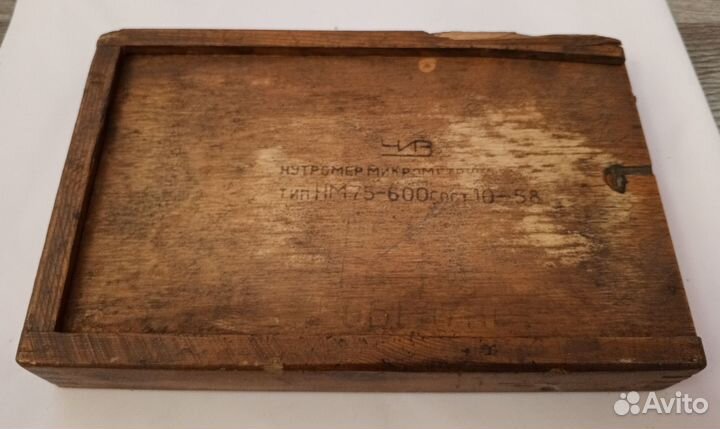 ЧИЗ
НУТРОМЕР МИКРОМЕТРИЧ
ТИП НМ75-600 ГОСТ 10-58
Avito